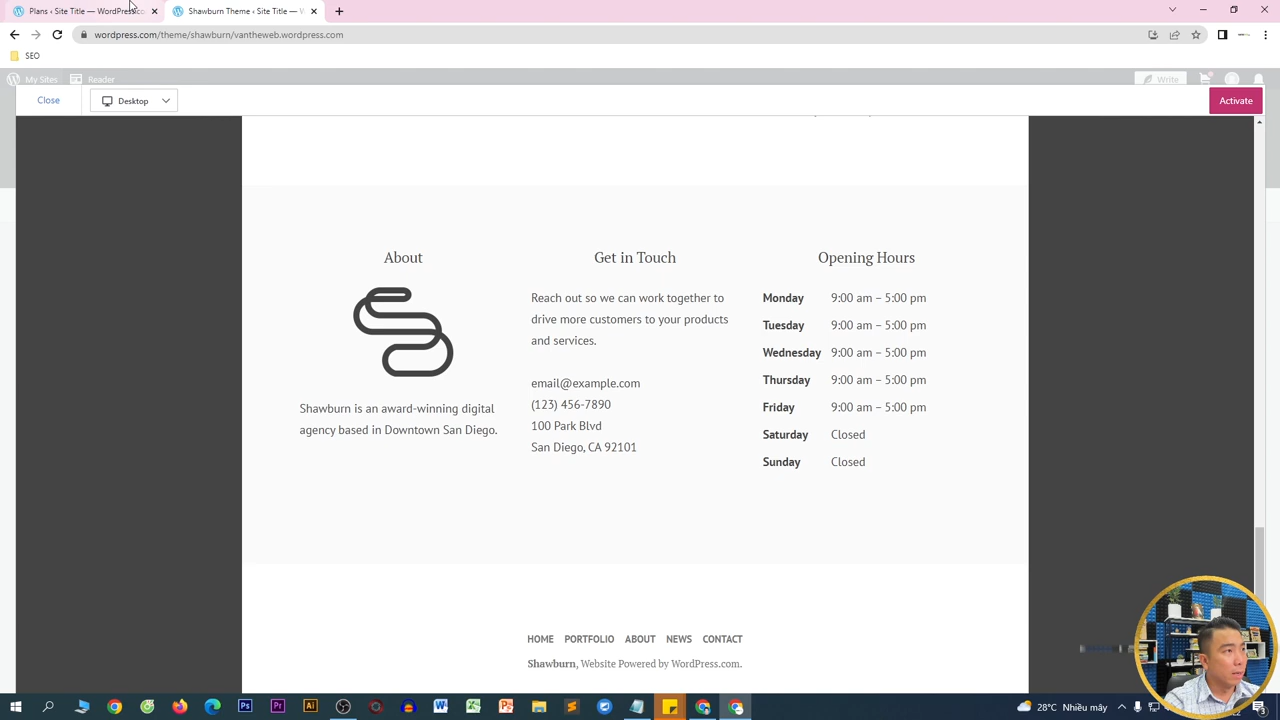 Plans ‹ Site Title — WordPress.com
Shawburn Theme ‹ Site Title — W
wordpress.com/theme/shawburn/vantheweb.wordpress.com
SEO
My Sites
Reader
Write
Close
Desktop
Activate
About
Shawburn is an award-winning digital
agency based in Downtown San Diego.
Get in Touch
Reach out so we can work together to
drive more customers to your products
and services.
email@example.com
(123) 456-7890
100 Park Blvd
San Diego, CA 92101
Opening Hours
Monday 9:00 am – 5:00 pm
Tuesday 9:00 am – 5:00 pm
Wednesday 9:00 am – 5:00 pm
Thursday 9:00 am – 5:00 pm
Friday 9:00 am – 5:00 pm
Saturday Closed
Sunday Closed
HOME PORTFOLIO ABOUT NEWS CONTACT
Shawburn, Website Powered by WordPress.com.
28°C Nhiều mây